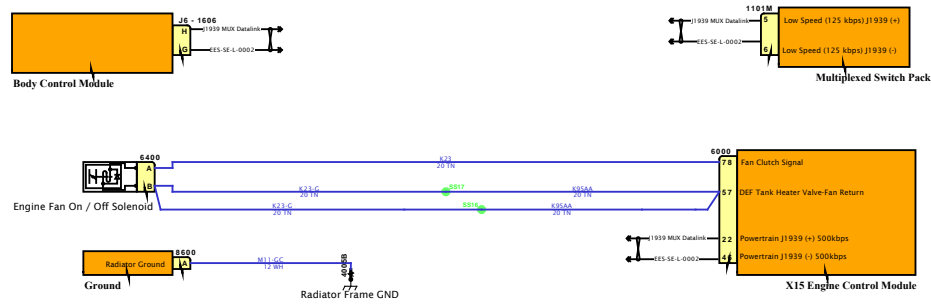 J6 - 1606
H
J1939 MUX Datalink
G
EES-SE-L-0002
Body Control Module
1101M
J1939 MUX Datalink
5
Low Speed (125 kbps) J1939 (+)
EES-SE-L-0002
6
Low Speed (125 kbps) J1939 (-)
Multiplexed Switch Pack
6400
A
B
Engine Fan On / Off Solenoid
K23
20 TN
K23-G
20 TN
SS17
K95AA
20 TN
K23-G
20 TN
SS16
K95AA
20 TN
6000
78
Fan Clutch Signal
57
DEF Tank Heater Valve-Fan Return
J1939 MUX Datalink
22
Powertrain J1939 (+) 500kbps
EES-SE-L-0002
46
Powertrain J1939 (-) 500kbps
X15 Engine Control Module
8600
Radiator Ground
A
Ground
M11-GC
12 WH
4005B
Radiator Frame GND